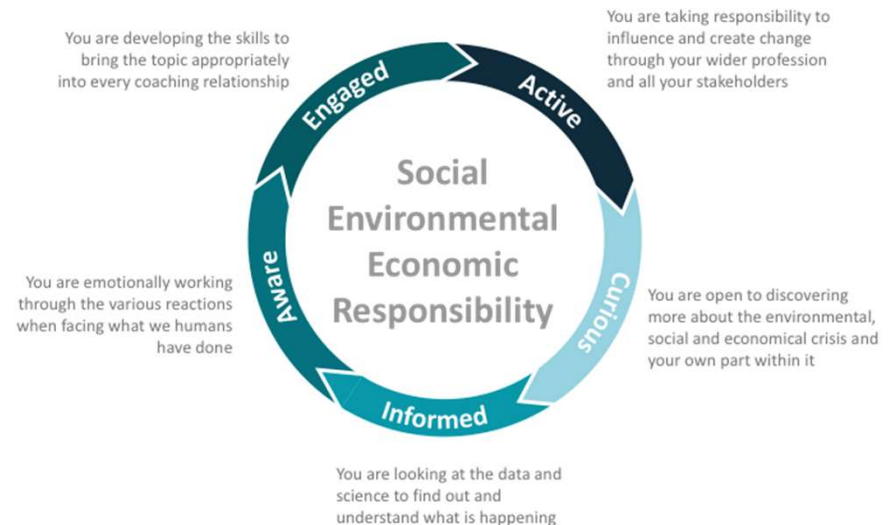 You are developing the skills to
bring the topic appropriately
into every coaching relationship
You are taking responsibility to
influence and create change
through your wider profession
and all your stakeholders
Engaged
Active
Social
Environmental
Economic
Responsibility
Aware
Curious
Informed
You are emotionally working
through the various reactions
when facing what we humans
have done
You are open to discovering
more about the environmental,
social and economical crisis and
your own part within it
You are looking at the data and
science to find out and
understand what is happening